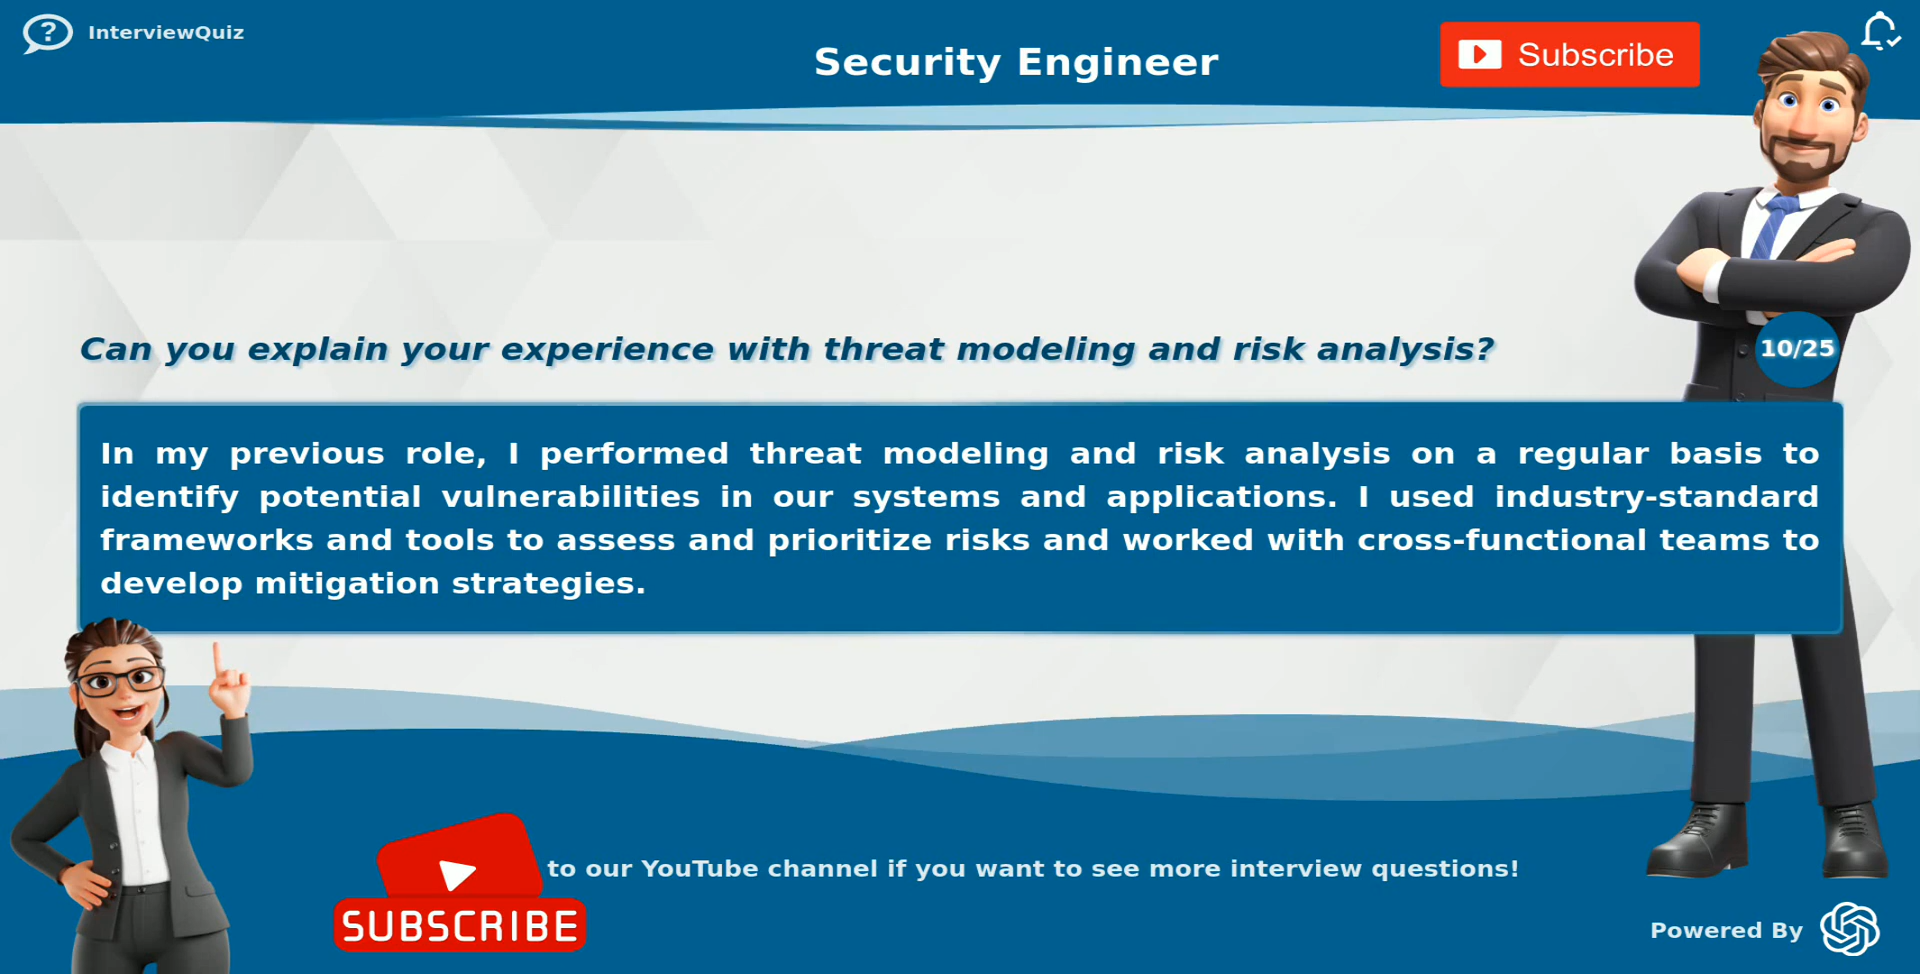 InterviewQuiz
Security Engineer
Subscribe
Can you explain your experience with threat modeling and risk analysis?
10/25
In my previous role, I performed threat modeling and risk analysis on a regular basis to
identify potential vulnerabilities in our systems and applications. I used industry-standard
frameworks and tools to assess and prioritize risks and worked with cross-functional teams to
develop mitigation strategies.
to our YouTube channel if you want to see more interview questions!
SUBSCRIBE
Powered By